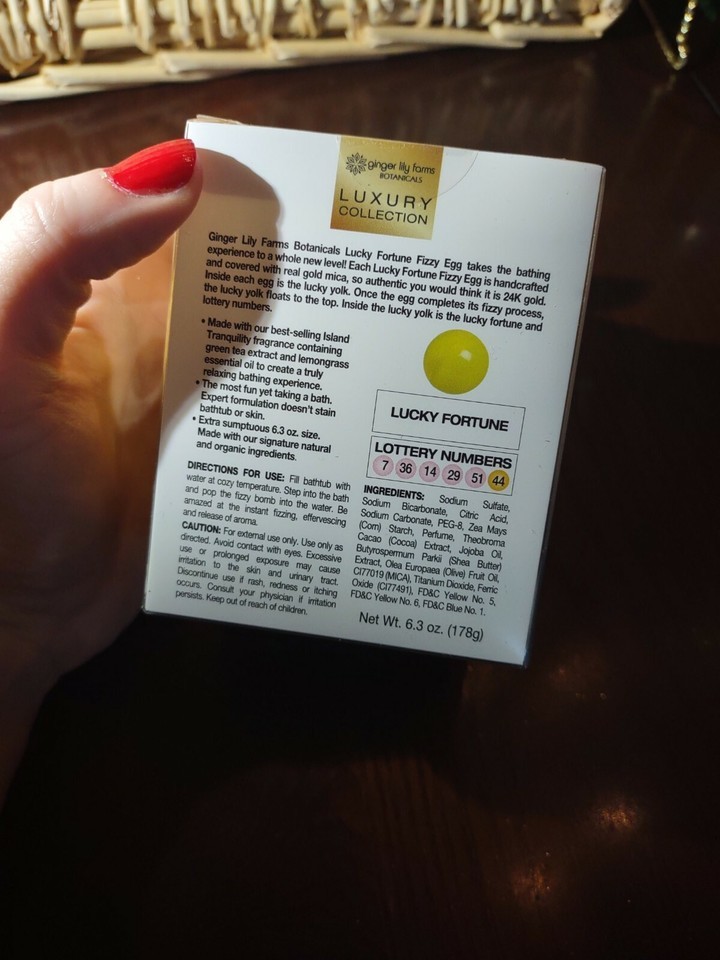 ginger lily farms
BOTANICALS
LUXURY
COLLECTION
Ginger Lily Farms Botanicals Lucky Fortune Fizzy Egg takes the bathing
experience to a whole new level! Each Lucky Fortune Fizzy Egg is handcrafted
and covered with real gold mica, so authentic you would think it is 24K gold.
Inside each egg is the lucky yolk. Once the egg completes its fizzy process,
the lucky yolk floats to the top. Inside the lucky yolk is the lucky fortune and
lottery numbers.
• Made with our best-selling Island
Tranquility fragrance containing
green tea extract and lemongrass
essential oil to create a truly
relaxing bathing experience.
• The most fun yet taking a bath.
Expert formulation doesn't stain
bathtub or skin.
• Extra sumptuous 6.3 oz. size.
Made with our signature natural
and organic ingredients.
DIRECTIONS FOR USE: Fill bathtub with
water at cozy temperature. Step into the bath
and pop the fizzy bomb into the water. Be
amazed at the instant fizzing, effervescing
and release of aroma.
CAUTION: For external use only. Use only as
directed. Avoid contact with eyes. Excessive
use or prolonged exposure may cause
irritation to the skin and urinary tract.
Discontinue use if rash, redness or itching
occurs. Consult your physician if irritation
persists. Keep out of reach of children.
LUCKY FORTUNE
LOTTERY NUMBERS
7 36 14 29 51 44
INGREDIENTS: Sodium Sulfate,
Sodium Bicarbonate, Citric Acid,
Sodium Carbonate, PEG-8, Zea Mays
(Corn) Starch, Perfume, Theobroma
Cacao (Cocoa) Extract, Jojoba Oil,
Butyrospermum Parkii (Shea Butter)
Extract, Olea Europaea (Olive) Fruit Oil,
CI77019 (MICA), Titanium Dioxide, Ferric
Oxide (CI77491), FD&C Yellow No. 5,
FD&C Yellow No. 6, FD&C Blue No. 1.
Net Wt. 6.3 oz. (178g)